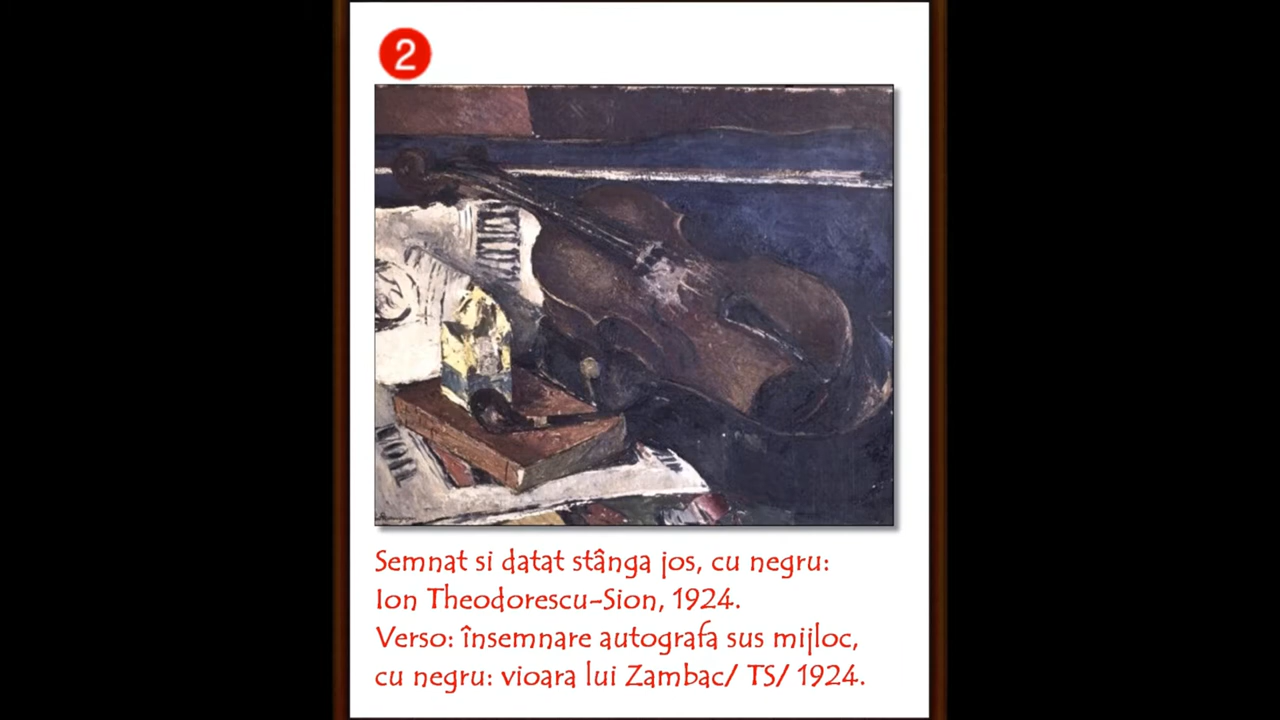 2
Semnat si datat stânga jos, cu negru:
Ion Theodorescu-Sion, 1924.
Verso: însemnare autografa sus mijloc,
cu negru: vioara lui Zambac/ TS/ 1924.